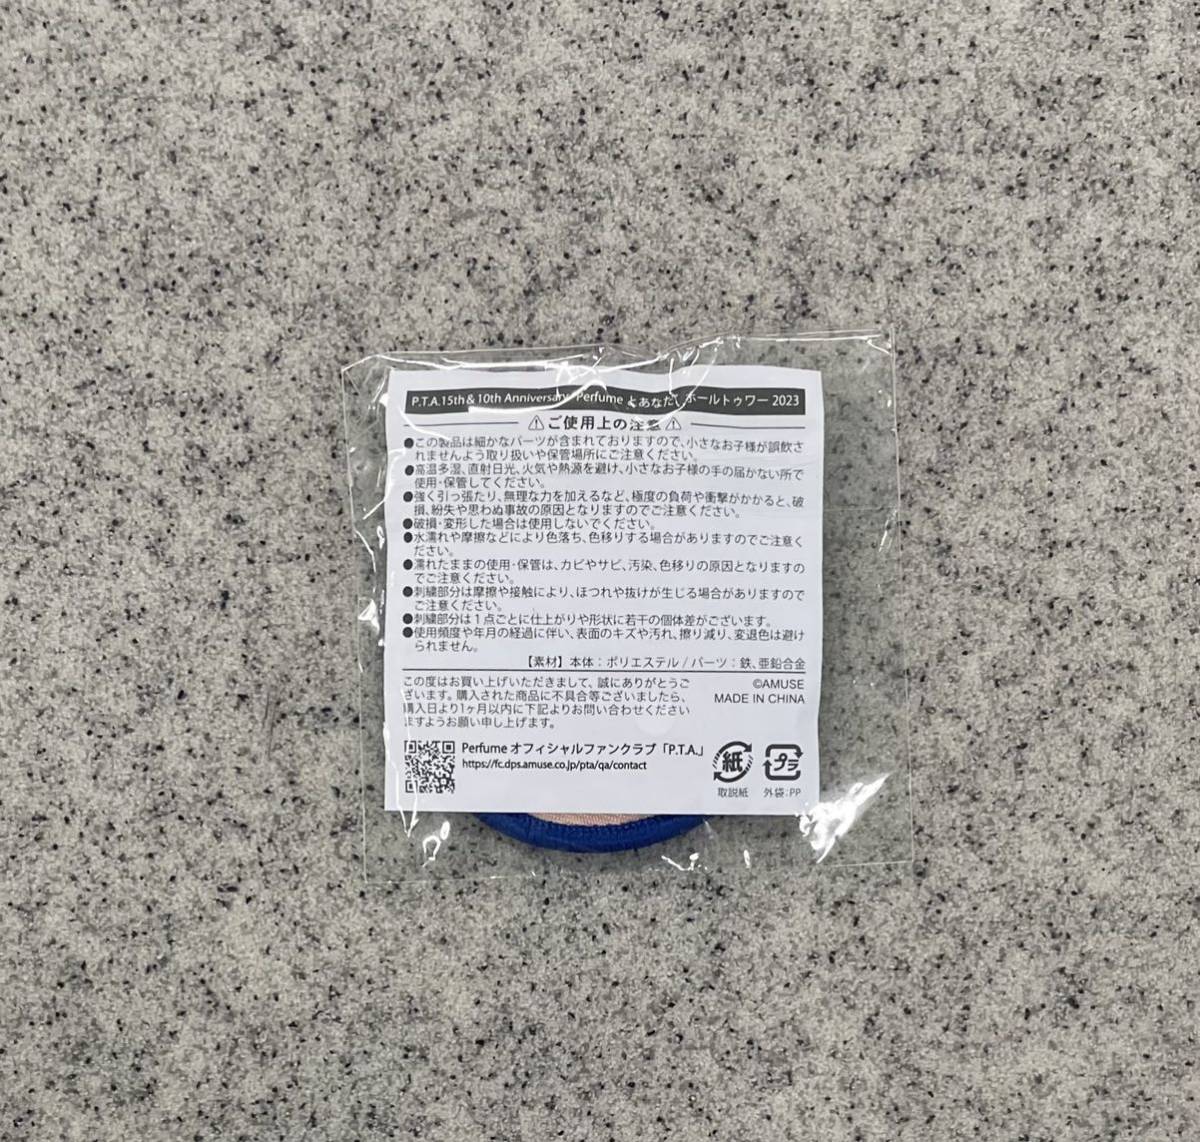 P.T.A.15th & 10th Anniversary Perfume とあなた ホールトゥワー 2023
ご使用上の注意
●この製品は細かなパーツが含まれておりますので、小さなお子様が誤飲さ
れませんよう取り扱いや保管場所にご注意ください。
●高温多湿、直射日光、火気や熱源を避け、小さなお子様の手の届かない所で
使用・保管してください。
●強く引っ張たり、無理な力を加えるなど、極度の負荷や衝撃がかかると、破
損、紛失や思わぬ事故の原因となりますのでご注意ください。
●破損・変形した場合は使用しないでください。
●水濡れや摩擦などにより色落ち、色移りする場合がありますのでご注意く
ださい。
●濡れたままの使用・保管は、カビやサビ、汚染、色移りの原因となりますの
でご注意ください。
●刺繍部分は摩擦や接触により、ほつれや抜けが生じる場合がありますので
ご注意ください。
●刺繍部分は1点ごとに仕上がりや形状に若干の個体差がございます。
●使用頻度や年月の経過に伴い、表面のキズや汚れ、擦り減り、変退色は避け
られません。
【素材】本体：ポリエステル / パーツ：鉄、亜鉛合金
この度はお買い上げいただきまして、誠にありがとうご
ざいます。購入された商品に不具合等ございましたら、
購入日より1ヶ月以内に下記よりお問い合わせください
ますようお願い申し上げます。
©AMUSE
MADE IN CHINA
Perfume オフィシャルファンクラブ「P.T.A.」
https://fc.dps.amuse.co.jp/pta/qa/contact
紙
取説紙
プラ
外袋：PP